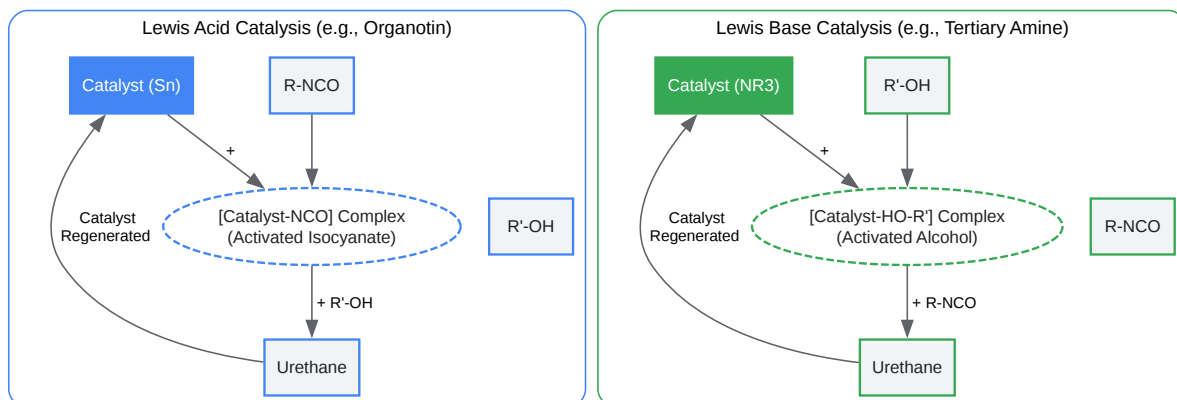 Lewis Acid Catalysis (e.g., Organotin)
Catalyst (Sn)
R-NCO
+
[Catalyst-NCO] Complex
(Activated Isocyanate)
R'-OH
Catalyst
Regenerated
+ R'-OH
Urethane
Lewis Base Catalysis (e.g., Tertiary Amine)
Catalyst (NR3)
R'-OH
+
[Catalyst-HO-R'] Complex
(Activated Alcohol)
R-NCO
Catalyst
Regenerated
+ R-NCO
Urethane